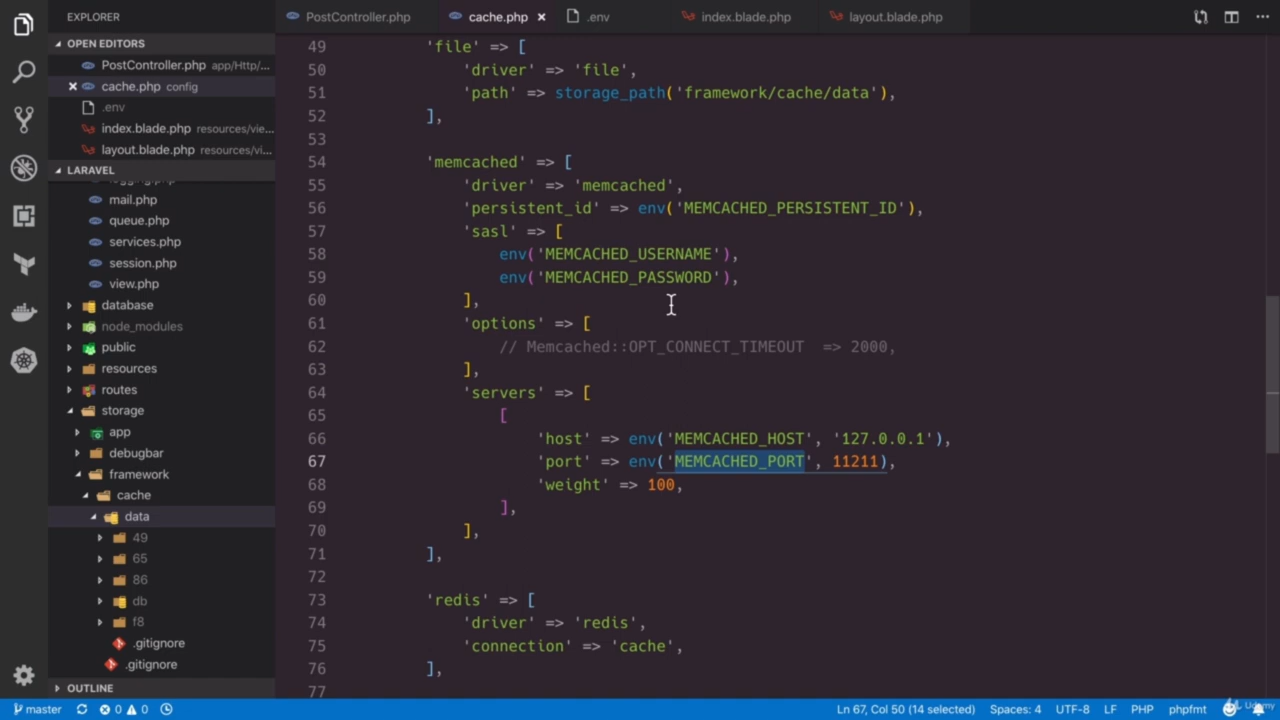 EXPLORER
OPEN EDITORS
PostController.php app/Http/...
cache.php config
.env
index.blade.php resources/vie...
layout.blade.php resources/vi...
LARAVEL
mail.php
queue.php
services.php
session.php
view.php
database
node_modules
public
resources
routes
storage
app
debugbar
framework
cache
data
49
65
86
db
f8
.gitignore
.gitignore
OUTLINE
PostController.php cache.php .env index.blade.php layout.blade.php
49 'file' => [
50 'driver' => 'file',
51 'path' => storage_path('framework/cache/data'),
52 ],
53
54 'memcached' => [
55 'driver' => 'memcached',
56 'persistent_id' => env('MEMCACHED_PERSISTENT_ID'),
57 'sasl' => [
58 env('MEMCACHED_USERNAME'),
59 env('MEMCACHED_PASSWORD'),
60 ],
61 'options' => [
62 // Memcached::OPT_CONNECT_TIMEOUT => 2000,
63 ],
64 'servers' => [
65 [
66 'host' => env('MEMCACHED_HOST', '127.0.0.1'),
67 'port' => env('MEMCACHED_PORT', 11211),
68 'weight' => 100,
69 ],
70 ],
71 ],
72
73 'redis' => [
74 'driver' => 'redis',
75 'connection' => 'cache',
76 ],
77
master 0 0 Ln 67, Col 50 (14 selected) Spaces: 4 UTF-8 LF PHP phpfmt
Udemy